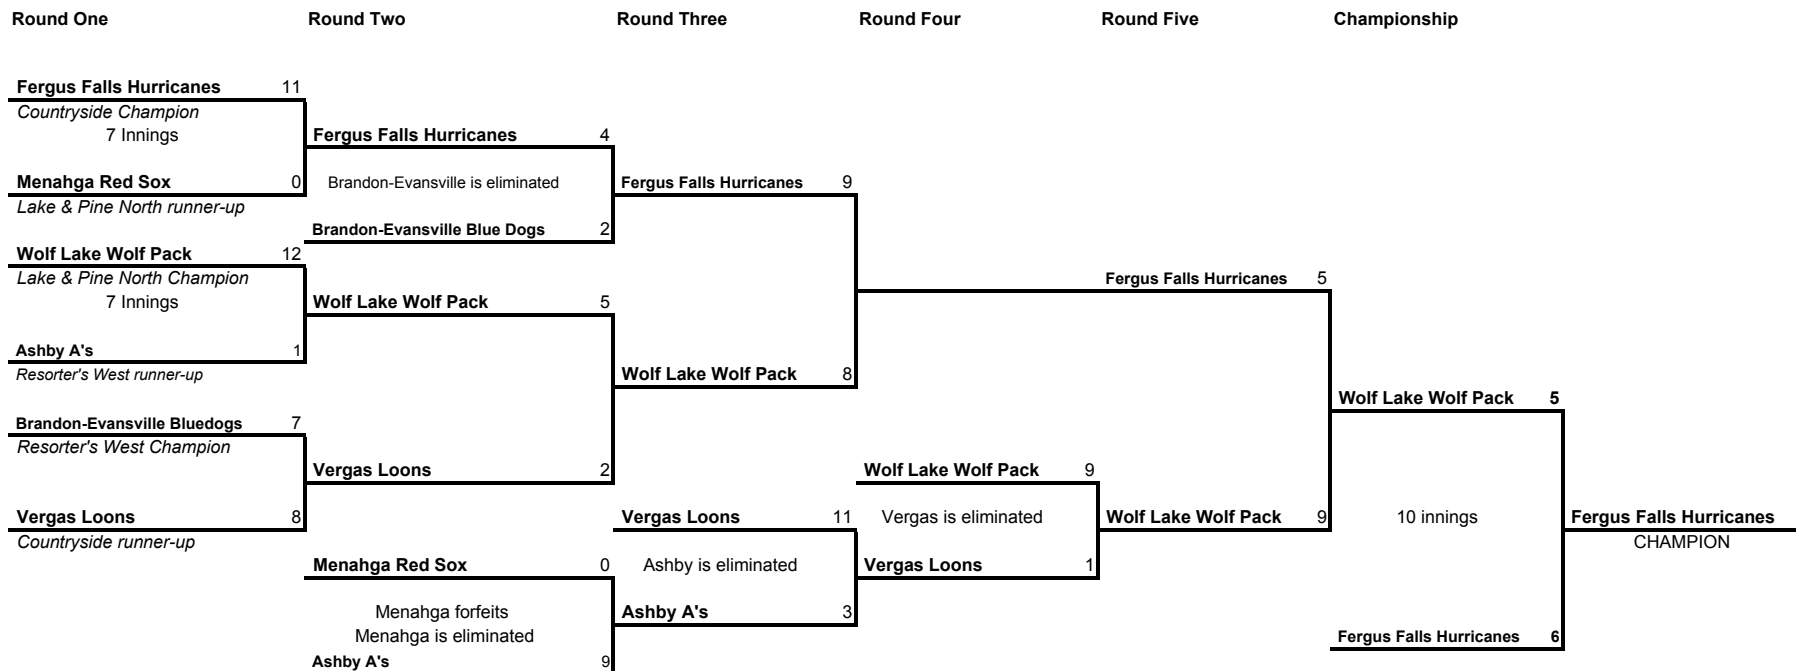 Round One
Round Two
Round Three
Round Four
Round Five
Championship
Fergus Falls Hurricanes 11
Countryside Champion
7 Innings
Menahga Red Sox 0
Lake & Pine North runner-up
Wolf Lake Wolf Pack 12
Lake & Pine North Champion
7 Innings
Ashby A's 1
Resorter's West runner-up
Brandon-Evansville Bluedogs 7
Resorter's West Champion
Vergas Loons 8
Countryside runner-up
Fergus Falls Hurricanes 4
Brandon-Evansville is eliminated
Brandon-Evansville Blue Dogs 2
Wolf Lake Wolf Pack 5
Vergas Loons 2
Menahga Red Sox 0
Menahga forfeits
Menahga is eliminated
Ashby A's 9
Fergus Falls Hurricanes 9
Wolf Lake Wolf Pack 8
Vergas Loons 11
Ashby is eliminated
Ashby A's 3
Wolf Lake Wolf Pack 9
Vergas is eliminated
Vergas Loons 1
Fergus Falls Hurricanes 5
Wolf Lake Wolf Pack 9
Wolf Lake Wolf Pack 5
10 innings
Fergus Falls Hurricanes 6
Fergus Falls Hurricanes
CHAMPION